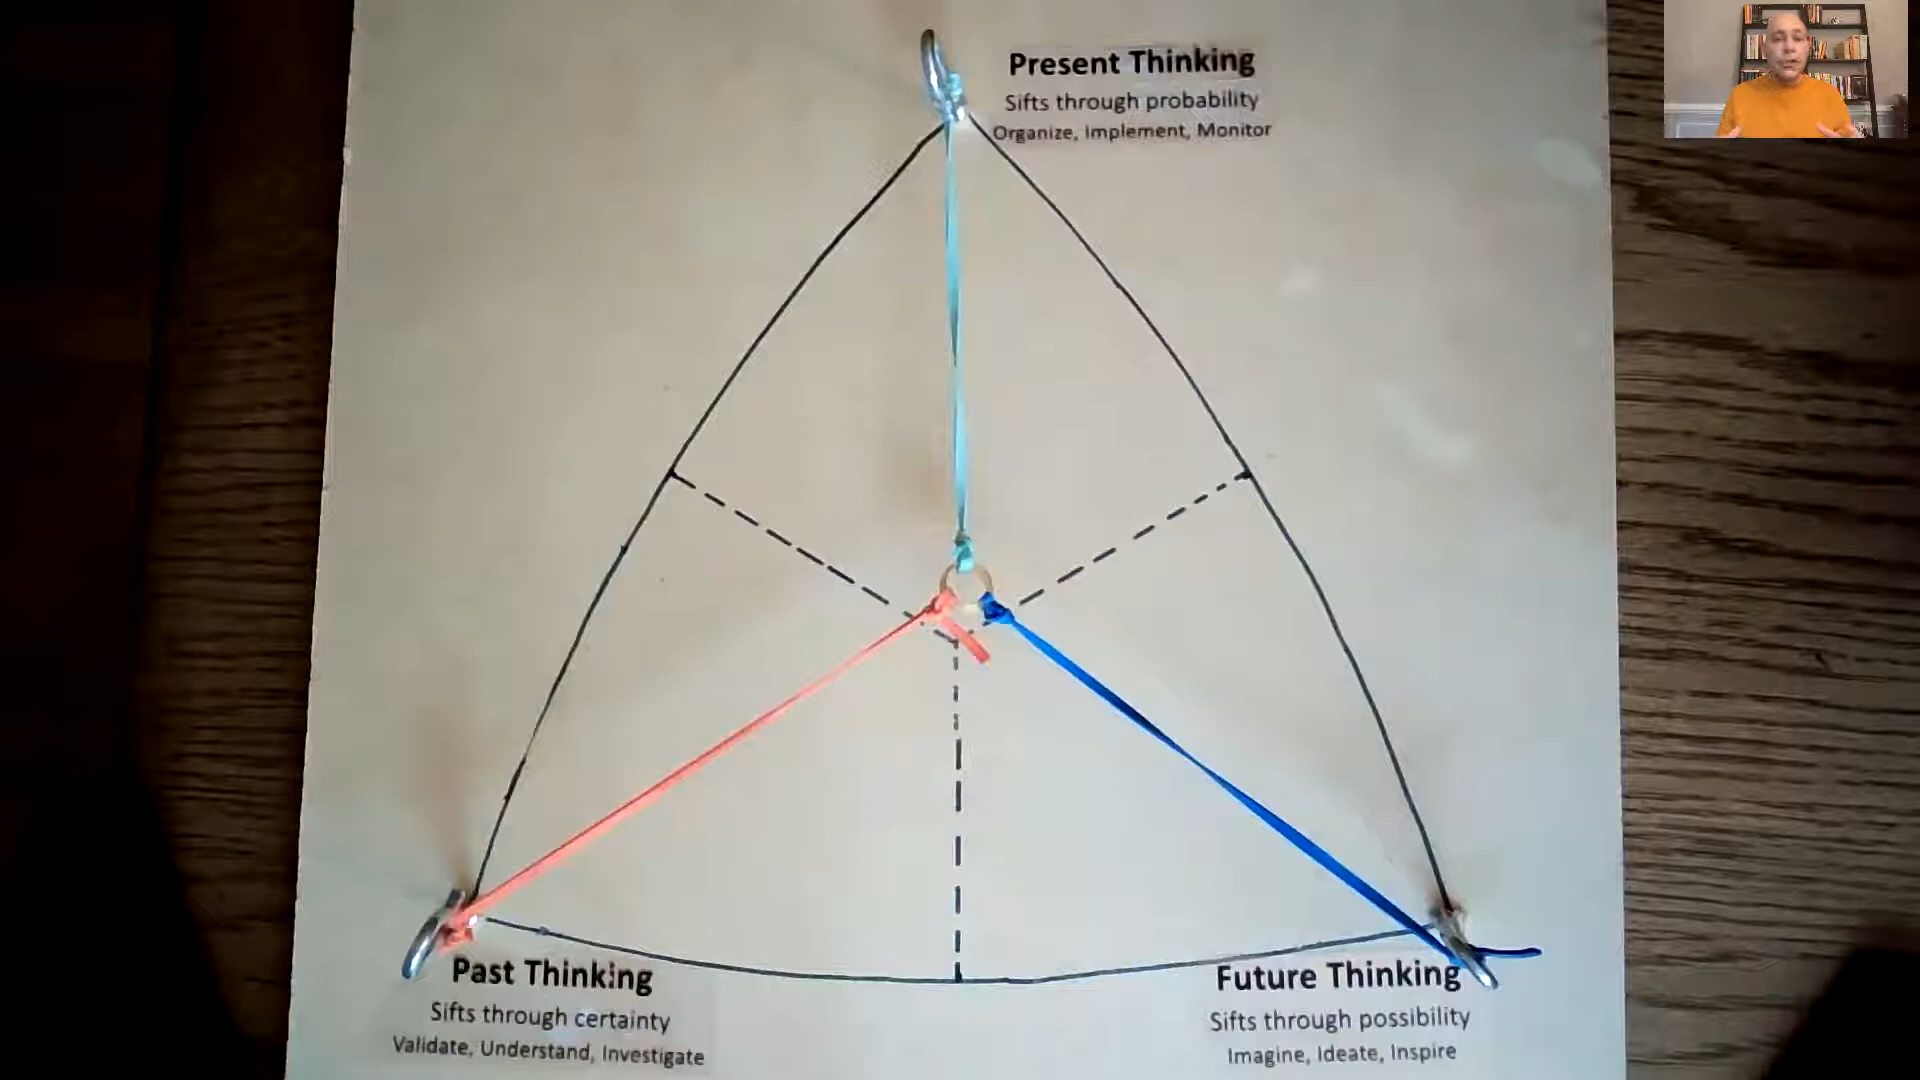 Present Thinking
Sifts through probability
Organize, Implement, Monitor
Past Thinking
Sifts through certainty
Validate, Understand, Investigate
Future Thinking
Sifts through possibility
Imagine, Ideate, Inspire